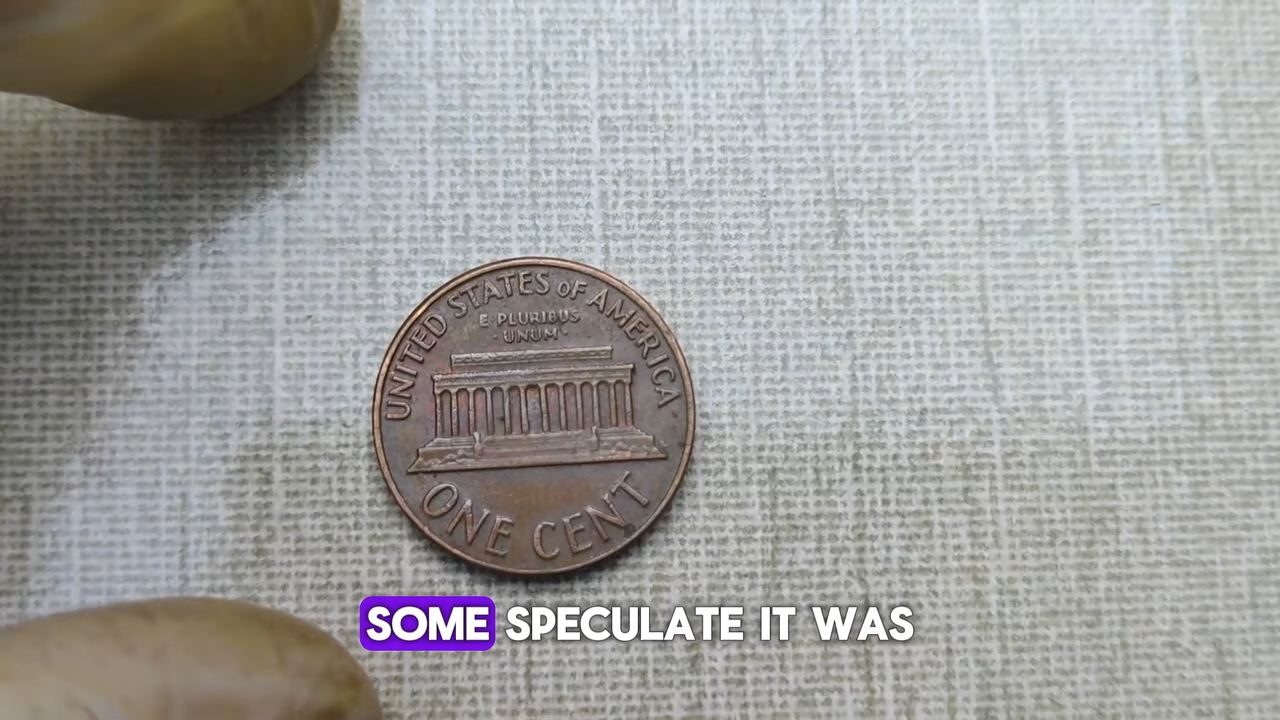 UNITED STATES OF AMERICA
E·PLURIBUS
·UNUM·
ONE CENT
SOME SPECULATE IT WAS